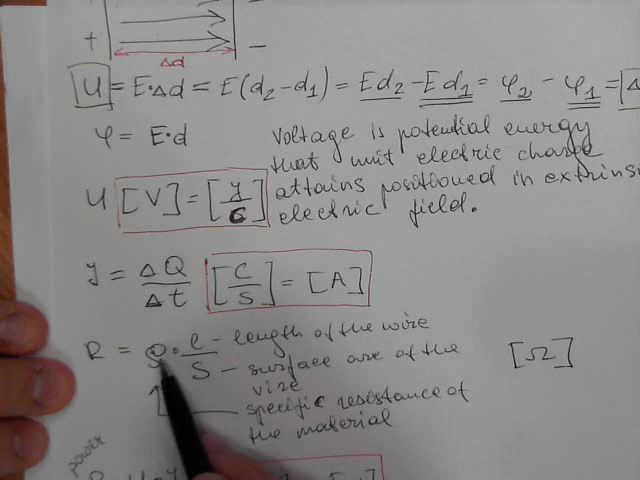 + -
Δd
U = E·Δd = E(d2-d1) = Ed2 - Ed1 = φ2 - φ1 = |Δ
φ = E·d
Voltage is potential energy
that unit electric charge
attains positioned in extrins
electric field.
U [V] = [J/C]
J = ΔQ/Δt [C/S] = [A]
R = ρ · l/S [Ω]
l - length of the wire
S - surface are of the
wire
specific resistance of
the material
power